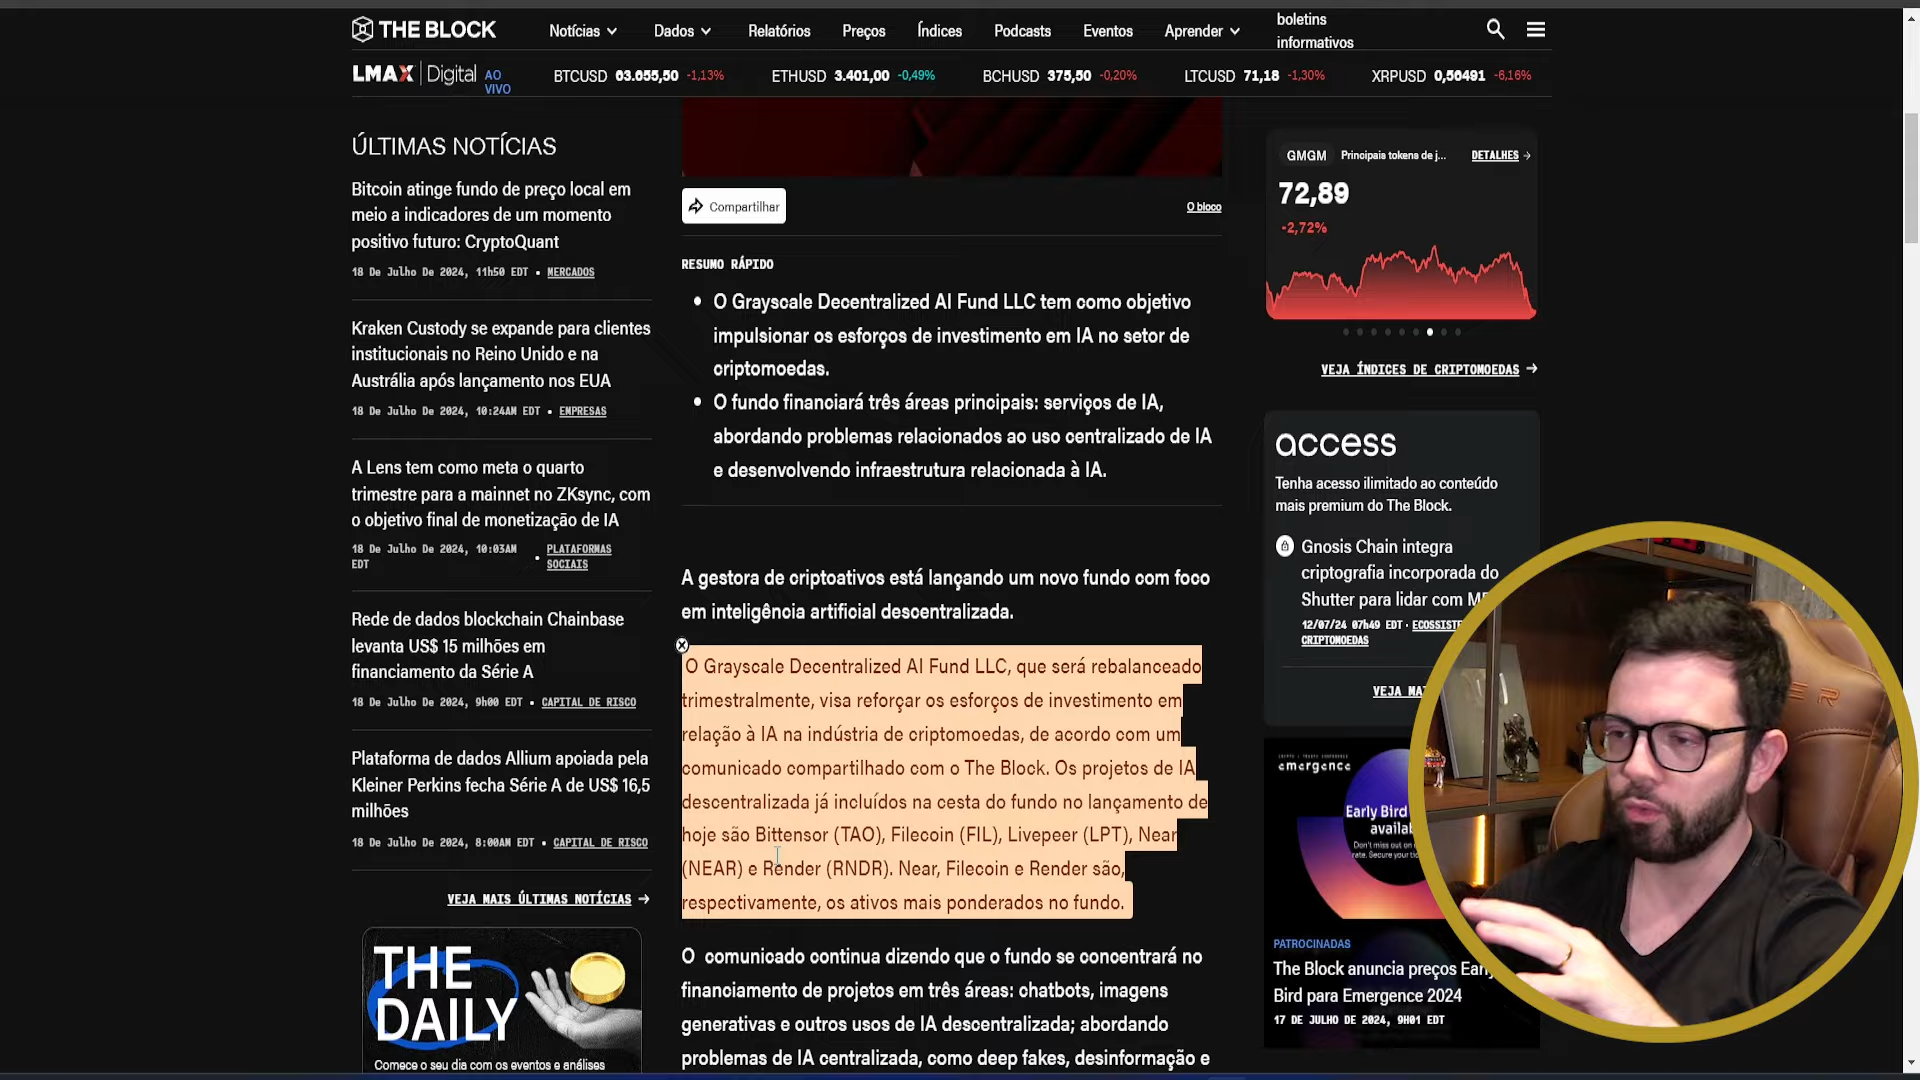 THE BLOCK
Notícias
Dados
Relatórios
Preços
Índices
Podcasts
Eventos
Aprender
boletins
informativos
LMAX Digital AO
VIVO
BTCUSD 63.655,50 -1,13%
ETHUSD 3.401,00 -0,49%
BCHUSD 375,50 -0,20%
LTCUSD 71,18 -1,30%
XRPUSD 0,56491 -6,16%
ÚLTIMAS NOTÍCIAS
Bitcoin atinge fundo de preço local em
meio a indicadores de um momento
positivo futuro: CryptoQuant
18 De Julho De 2024, 11h50 EDT • MERCADOS
Kraken Custody se expande para clientes
institucionais no Reino Unido e na
Austrália após lançamento nos EUA
18 De Julho De 2024, 10:24AM EDT • EMPRESAS
A Lens tem como meta o quarto
trimestre para a mainnet no ZKsync, com
o objetivo final de monetização de IA
18 De Julho De 2024, 10:03AM
EDT
• PLATAFORMAS
SOCIAIS
Rede de dados blockchain Chainbase
levanta US$ 15 milhões em
financiamento da Série A
18 De Julho De 2024, 9h00 EDT • CAPITAL DE RISCO
Plataforma de dados Allium apoiada pela
Kleiner Perkins fecha Série A de US$ 16,5
milhões
18 De Julho De 2024, 8:00AM EDT • CAPITAL DE RISCO
VEJA MAIS ÚLTIMAS NOTÍCIAS
THE
DAILY
Comece o seu dia com os eventos e análises
Compartilhar
O bloco
RESUMO RÁPIDO
• O Grayscale Decentralized AI Fund LLC tem como objetivo
impulsionar os esforços de investimento em IA no setor de
criptomoedas.
• O fundo financiará três áreas principais: serviços de IA,
abordando problemas relacionados ao uso centralizado de IA
e desenvolvendo infraestrutura relacionada à IA.
A gestora de criptoativos está lançando um novo fundo com foco
em inteligência artificial descentralizada.
O Grayscale Decentralized AI Fund LLC, que será rebalanceado
trimestralmente, visa reforçar os esforços de investimento em
relação à IA na indústria de criptomoedas, de acordo com um
comunicado compartilhado com o The Block. Os projetos de IA
descentralizada já incluídos na cesta do fundo no lançamento de
hoje são Bittensor (TAO), Filecoin (FIL), Livepeer (LPT), Near
(NEAR) e Render (RNDR). Near, Filecoin e Render são,
respectivamente, os ativos mais ponderados no fundo.
O comunicado continua dizendo que o fundo se concentrará no
financiamento de projetos em três áreas: chatbots, imagens
generativas e outros usos de IA descentralizada; abordando
problemas de IA centralizada, como deep fakes, desinformação e
GMGM
Principais tokens de j...
DETALHES
72,89
-2,72%
VEJA ÍNDICES DE CRIPTOMOEDAS
access
Tenha acesso ilimitado ao conteúdo
mais premium do The Block.
Gnosis Chain integra
criptografia incorporada do
Shutter para lidar com
12/07/24 07h49 EDT •
CRIPTOMOEDAS
VEJA
emergence
Early Bird
availa
Don't miss out on
rate. Secure your
PATROCINADAS
The Block anuncia preços Early
Bird para Emergence 2024
17 DE JULHO DE 2024, 9H01 EDT